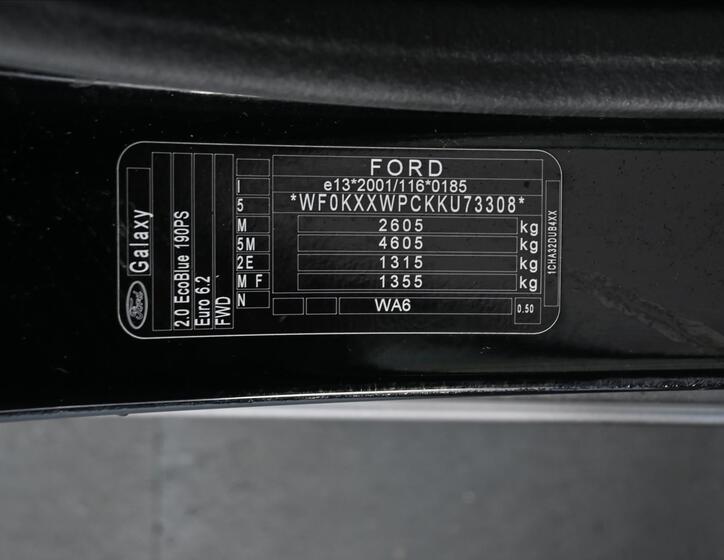 FORD
e13*2001/116*0185
*WF0KXXWPCKKU73308*
2605 kg
4605 kg
1315 kg
1355 kg
WA6
0.50
I
5
M
5M
2E
M F
N
Ford
Galaxy
2.0 EcoBlue 190PS
Euro 6.2
FWD
1CHA32DUB4XX